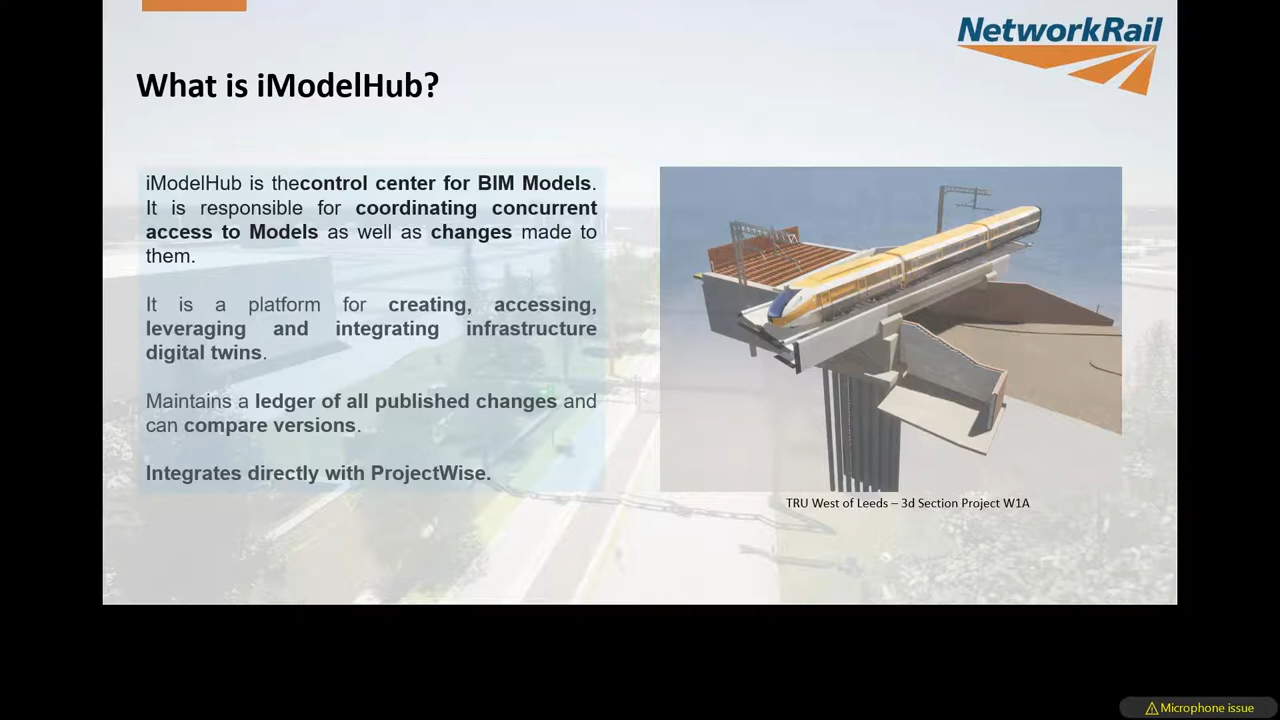 NetworkRail
What is iModelHub?
iModelHub is thecontrol center for BIM Models.
It is responsible for coordinating concurrent
access to Models as well as changes made to
them.
It is a platform for creating, accessing,
leveraging and integrating infrastructure
digital twins.
Maintains a ledger of all published changes and
can compare versions.
Integrates directly with ProjectWise.
TRU West of Leeds – 3d Section Project W1A
Microphone issue